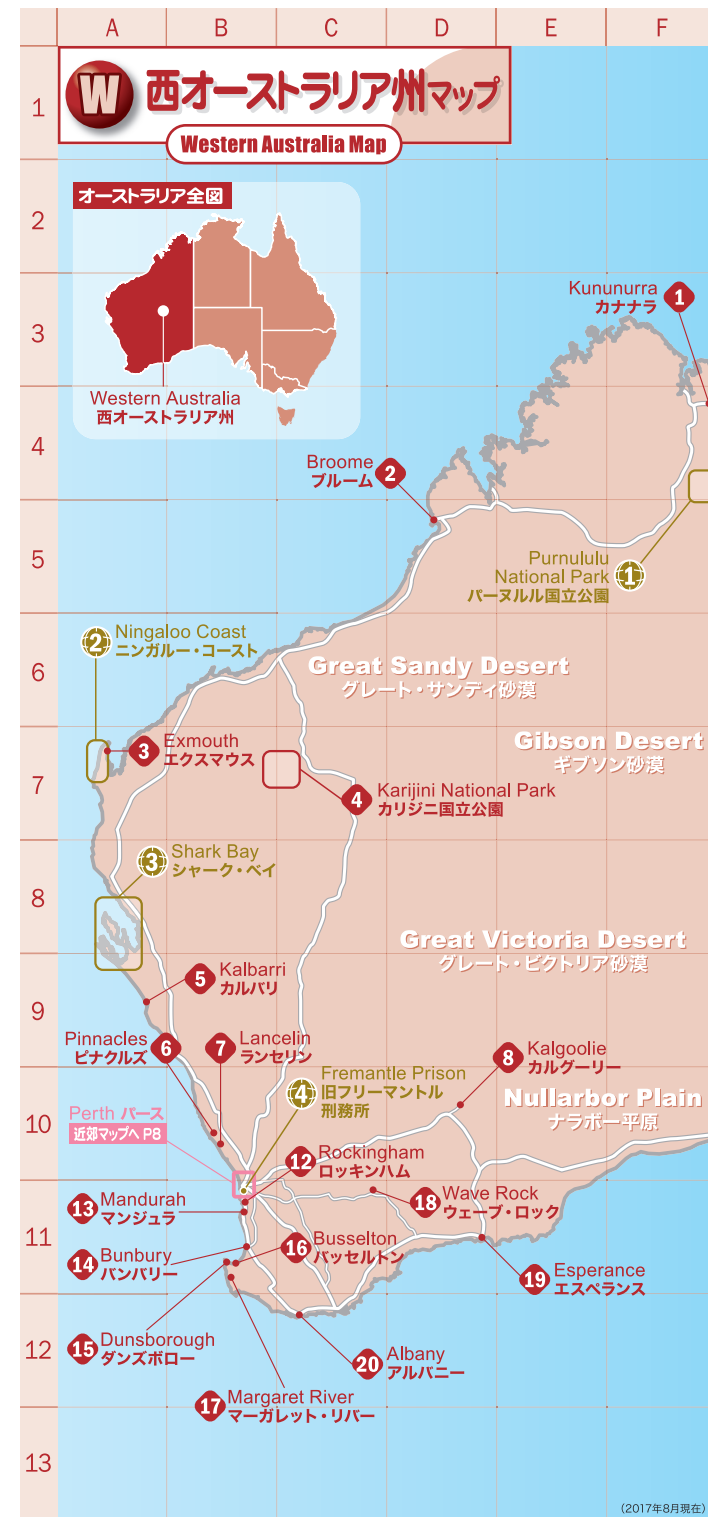 A B C D E F
1
2
3
4
5
6
7
8
9
10
11
12
13
W 西オーストラリア州マップ
Western Australia Map
オーストラリア全図
Western Australia
西オーストラリア州
Kununurra
カナナラ
1
Broome
ブルーム
2
Purnululu
National Park
パーヌルル国立公園
1
2
Ningaloo Coast
ニンガルー・コースト
Great Sandy Desert
グレート・サンディ砂漠
3
Exmouth
エクスマウス
Gibson Desert
ギブソン砂漠
4
Karijini National Park
カリジニ国立公園
3
Shark Bay
シャーク・ベイ
Great Victoria Desert
グレート・ビクトリア砂漠
5
Kalbarri
カルバリ
Pinnacles
ピナクルズ
6
7
Lancelin
ランセリン
8
Kalgoolie
カルグーリー
4
Fremantle Prison
旧フリーマントル
刑務所
Nullarbor Plain
ナラボー平原
Perth パース
近郊マップへ P8
12
Rockingham
ロッキンハム
13
Mandurah
マンジュラ
18
Wave Rock
ウェーブ・ロック
14
Bunbury
バンバリー
16
Busselton
バッセルトン
19
Esperance
エスペランス
15
Dunsborough
ダンズボロー
20
Albany
アルバニー
17
Margaret River
マーガレット・リバー
(2017年8月現在)